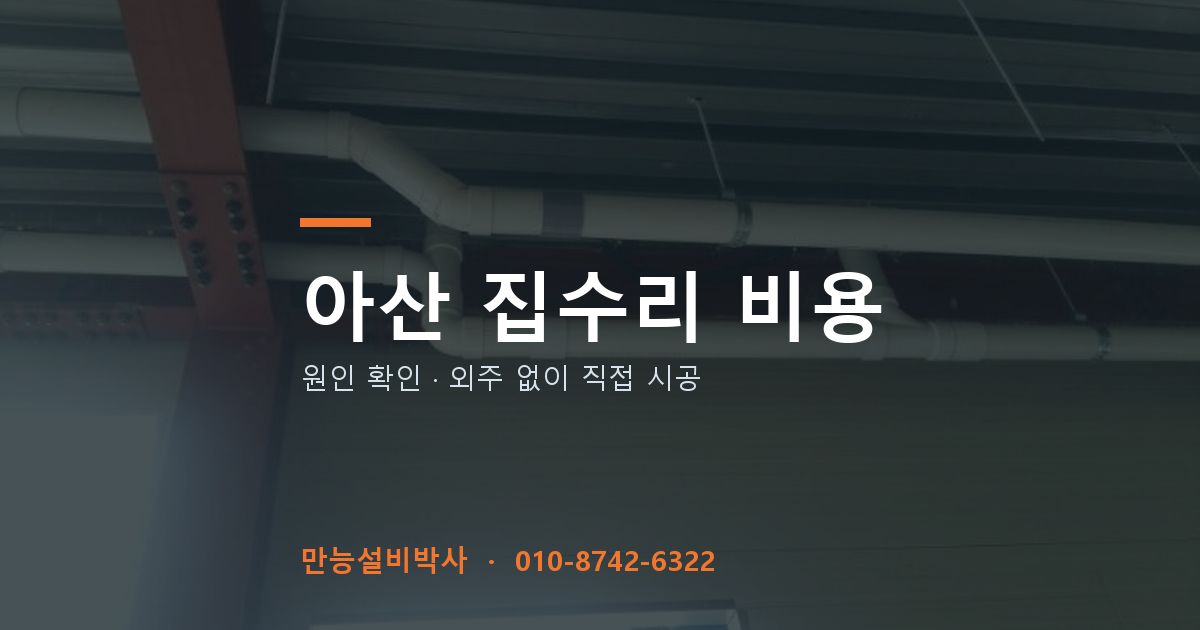 아산 집수리 비용
원인 확인 · 외주 없이 직접 시공
만능설비박사 · 010-8742-6322